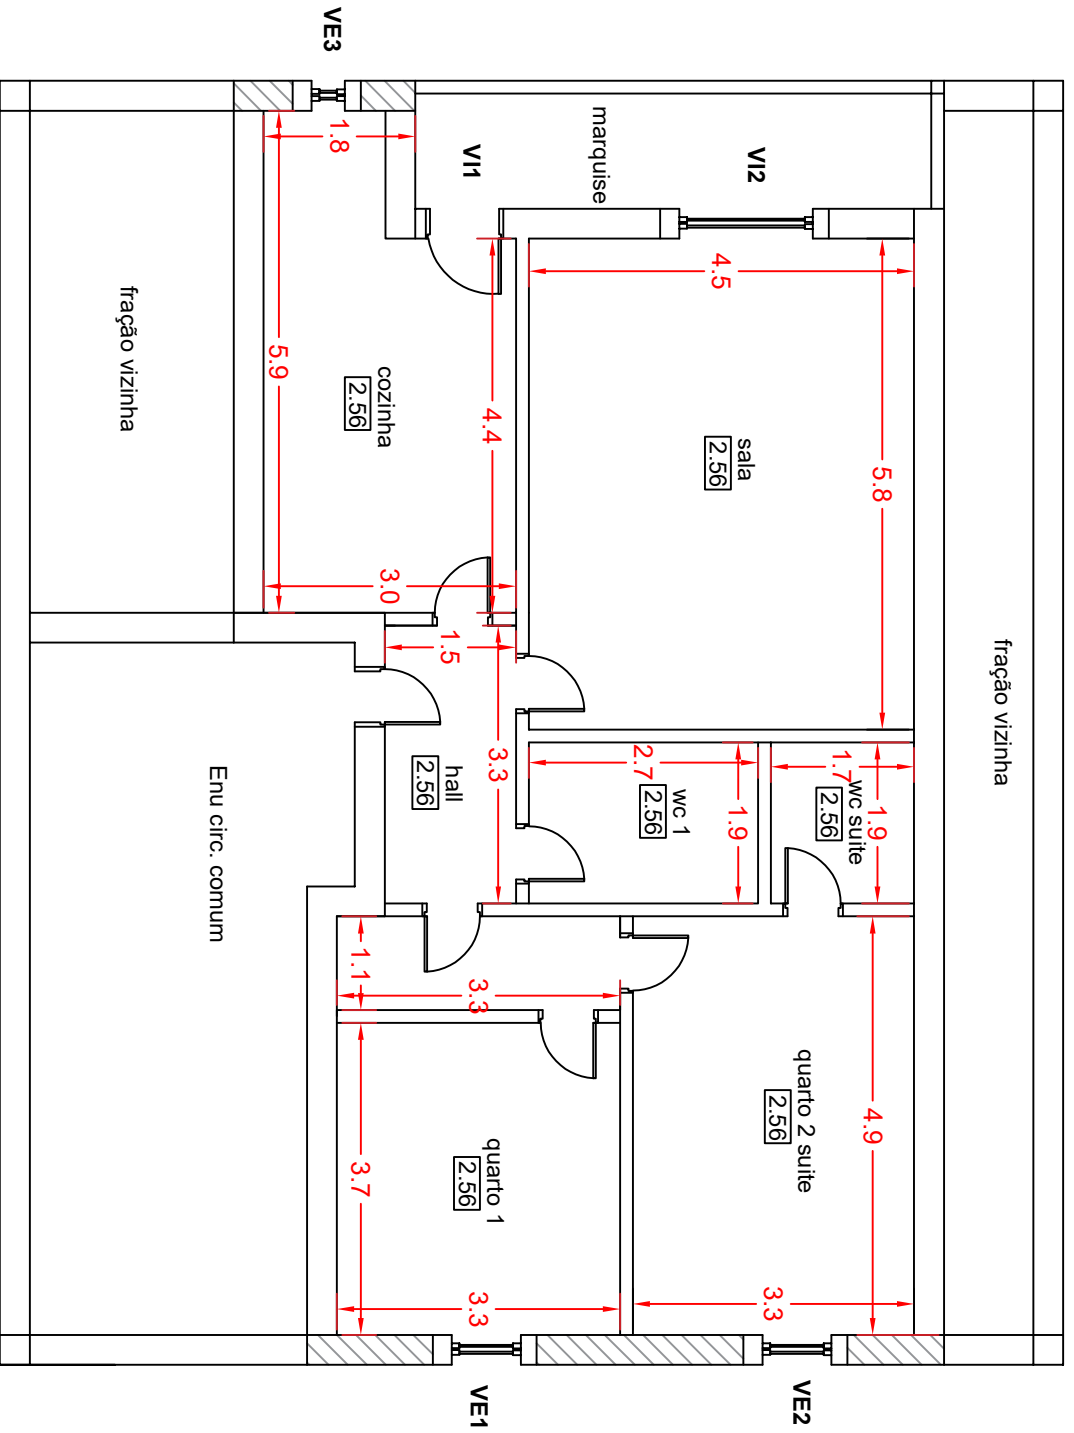 fração vizinha
VE2
VI2
marquise
VI1
VE3
sala
2.56
4.5
5.8
wc suite
2.56
1.7
1.9
wc 1
2.56
2.7
1.9
quarto 2 suite
2.56
4.9
3.3
cozinha
2.56
1.8
5.9
4.4
3.0
hall
2.56
1.5
3.3
1.1
3.3
quarto 1
2.56
3.7
3.3
VE1
fração vizinha
Enu circ. comum